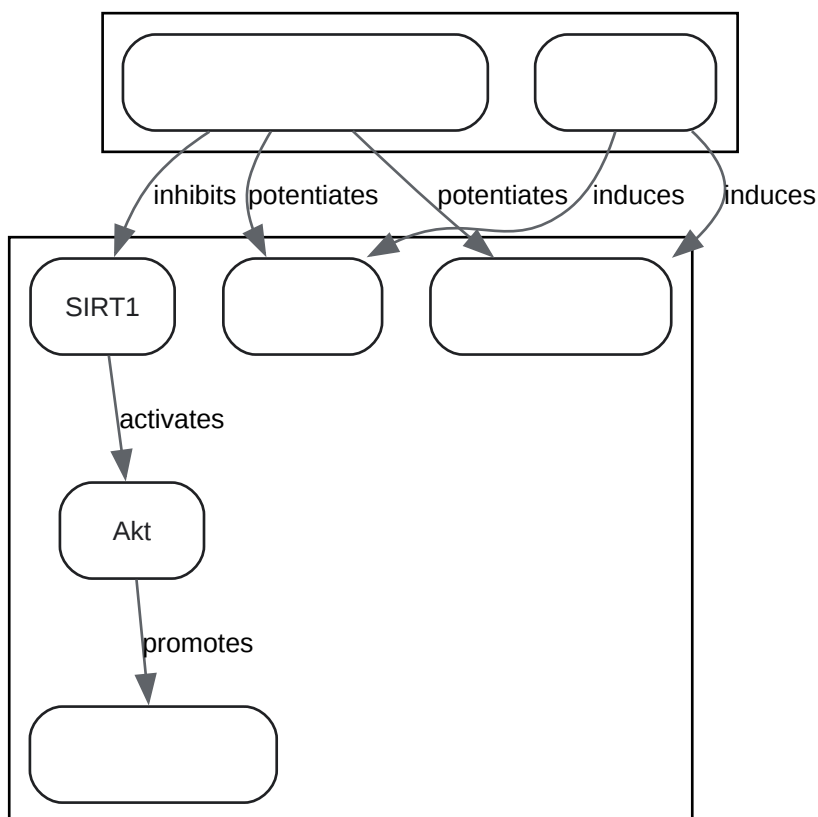 inhibits potentiates potentiates induces induces
SIRT1
activates
Akt
promotes